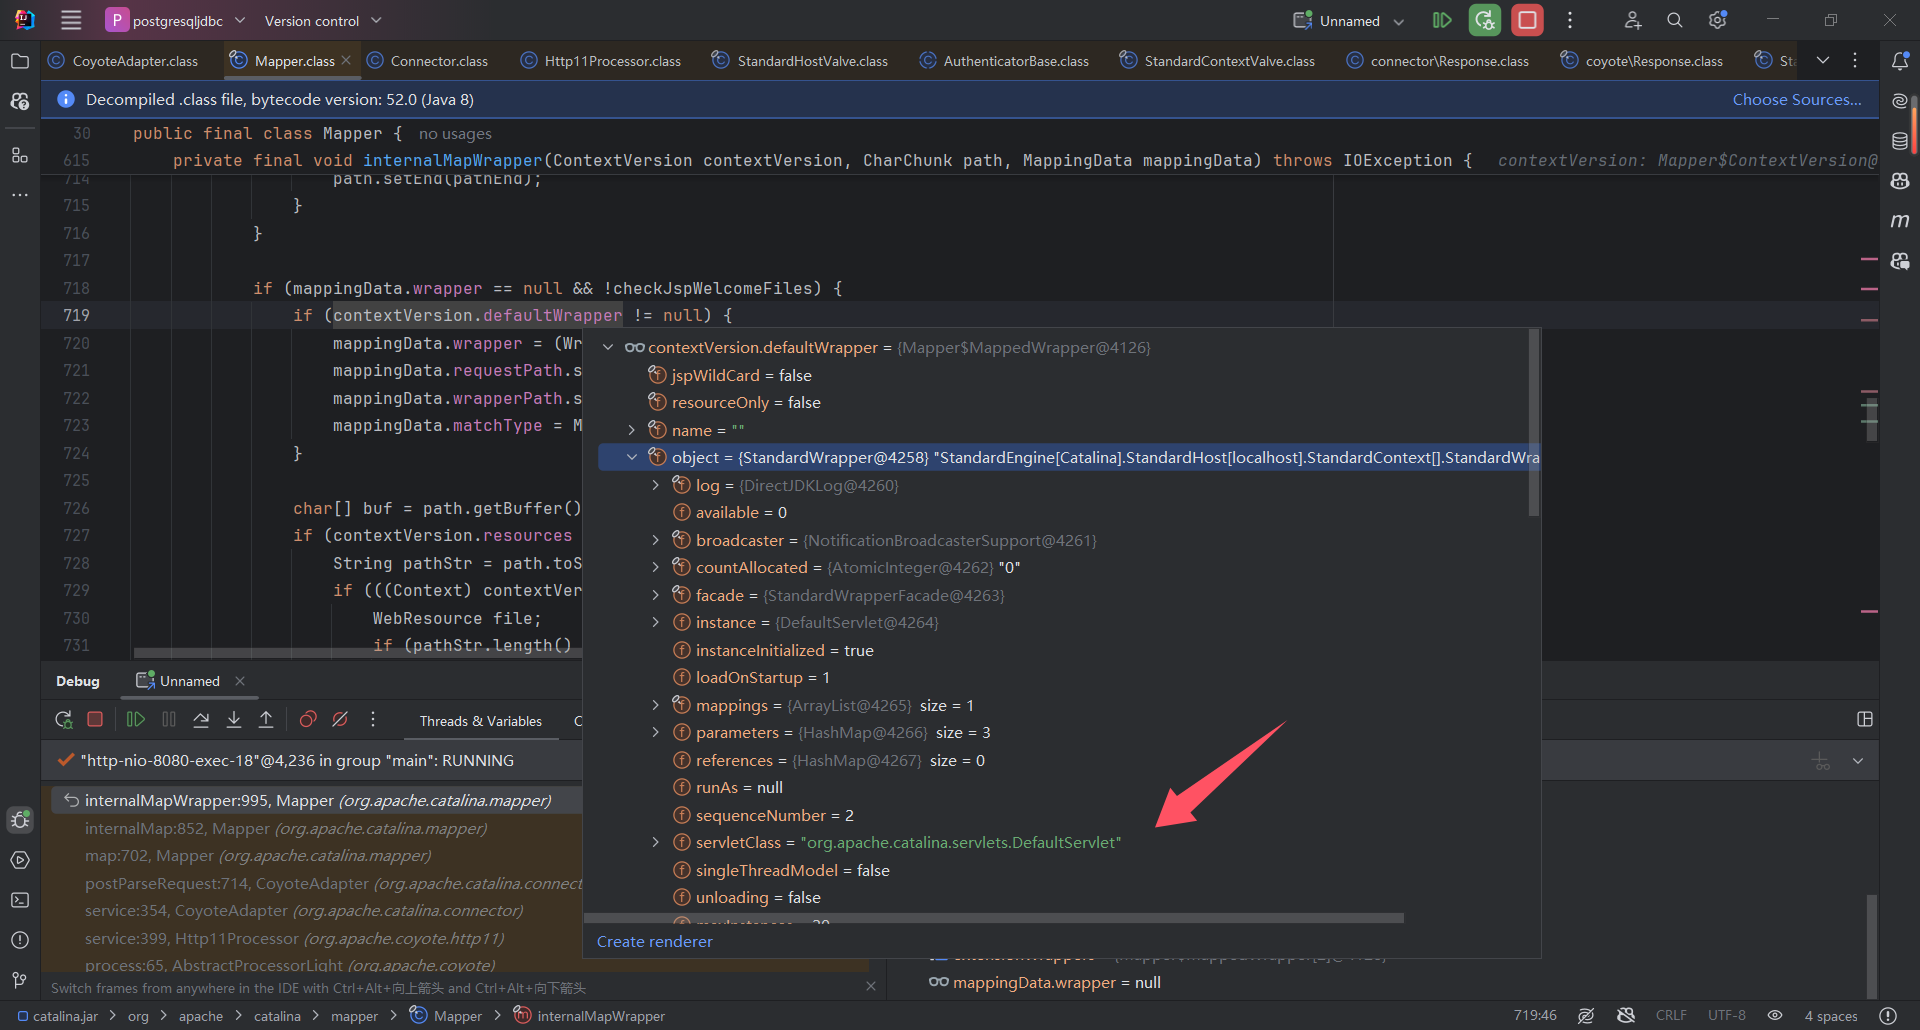 P postgresqljdbc Version control Unnamed
CoyoteAdapter.class Mapper.class Connector.class Http11Processor.class StandardHostValve.class AuthenticatorBase.class StandardContextValve.class connector\Response.class coyote\Response.class St
Decompiled .class file, bytecode version: 52.0 (Java 8) Choose Sources...
30 public final class Mapper { no usages
615 private final void internalMapWrapper(ContextVersion contextVersion, CharChunk path, MappingData mappingData) throws IOException { contextVersion: Mapper$ContextVersion@
714 path.setEnd(pathEnd);
715 }
716 }
717
718 if (mappingData.wrapper == null && !checkJspWelcomeFiles) {
719 if (contextVersion.defaultWrapper != null) {
720 mappingData.wrapper = (Wr
721 mappingData.requestPath.s
722 mappingData.wrapperPath.s
723 mappingData.matchType = M
724 }
725
726 char[] buf = path.getBuffer()
727 if (contextVersion.resources
728 String pathStr = path.toS
729 if (((Context) contextVer
730 WebResource file;
731 if (pathStr.length()
contextVersion.defaultWrapper = {Mapper$MappedWrapper@4126}
jspWildCard = false
resourceOnly = false
name = ""
object = {StandardWrapper@4258} "StandardEngine[Catalina].StandardHost[localhost].StandardContext[].StandardWra
log = {DirectJDKLog@4260}
available = 0
broadcaster = {NotificationBroadcasterSupport@4261}
countAllocated = {AtomicInteger@4262} "0"
facade = {StandardWrapperFacade@4263}
instance = {DefaultServlet@4264}
instanceInitialized = true
loadOnStartup = 1
mappings = {ArrayList@4265} size = 1
parameters = {HashMap@4266} size = 3
references = {HashMap@4267} size = 0
runAs = null
sequenceNumber = 2
servletClass = "org.apache.catalina.servlets.DefaultServlet"
singleThreadModel = false
unloading = false
Create renderer
Debug Unnamed
Threads & Variables C
"http-nio-8080-exec-18"@4,236 in group "main": RUNNING
internalMapWrapper:995, Mapper (org.apache.catalina.mapper)
internalMap:852, Mapper (org.apache.catalina.mapper)
map:702, Mapper (org.apache.catalina.mapper)
postParseRequest:714, CoyoteAdapter (org.apache.catalina.connect
service:354, CoyoteAdapter (org.apache.catalina.connector)
service:399, Http11Processor (org.apache.coyote.http11)
process:65, AbstractProcessorLight (org.apache.coyote)
Switch frames from anywhere in the IDE with Ctrl+Alt+向上箭头 and Ctrl+Alt+向下箭头
mappingData.wrapper = null
catalina.jar org apache catalina mapper Mapper internalMapWrapper
719:46 CRLF UTF-8 4 spaces